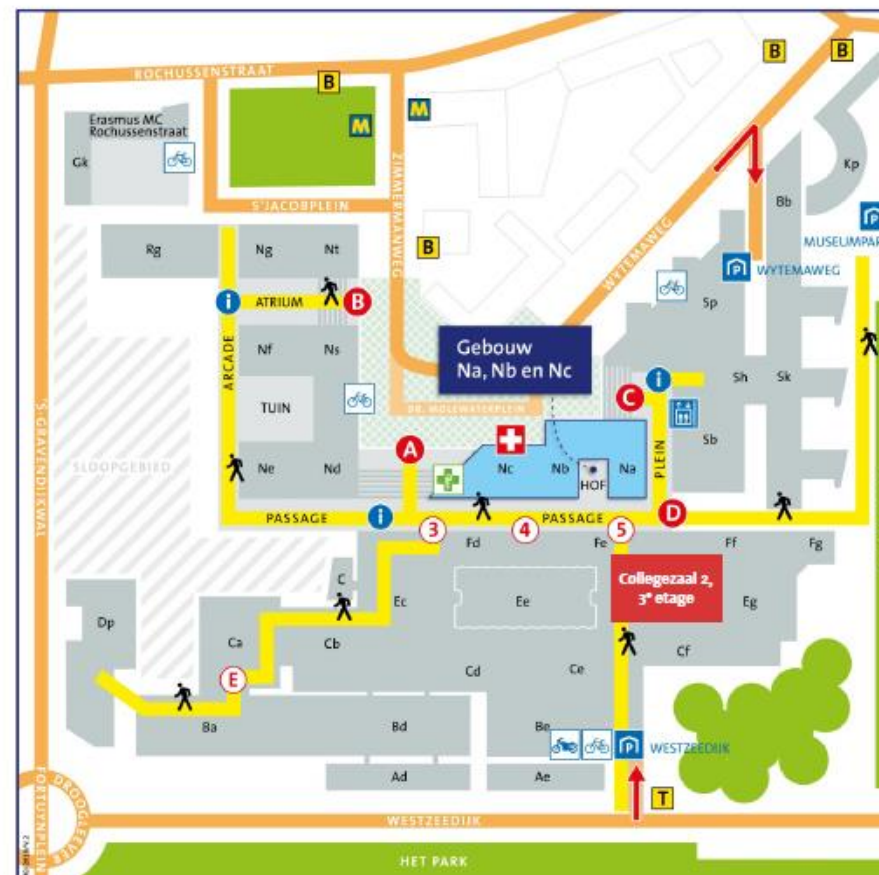 ROCHUSSENSTRAAT
B
B
B
Erasmus MC
Rochussenstraat
Gk
M
M
ZIMMERMANWEG
Kp
Bb
S'JACOBPLEIN
B
WYTEMAWEG
P
MUSEUMPAR
P
WYTEMAWEG
Rg
Ng
Nt
i
ATRIUM
B
Sp
ARCADE
Nf
Ns
Gebouw
Na, Nb en Nc
i
Sh
Sk
TUIN
DR. MOLEWATERPLEIN
C
'S-GRAVENDIJKWAL
SLOOPGEBIED
Ne
Nd
A
Nc
Nb
Na
HOF
PLEIN
Sb
PASSAGE
i
PASSAGE
D
3
4
5
Fd
Fe
Ff
Fg
C
Ec
Ee
Collegezaal 2,
3e etage
Eg
Dp
Ca
Cb
Cd
Ce
Cf
E
Ba
Bd
Be
P
WESTZEEDIJK
Ad
Ae
T
DROOGLEEVER
FORTUYNPLEIN
WESTZEEDIJK
HET PARK